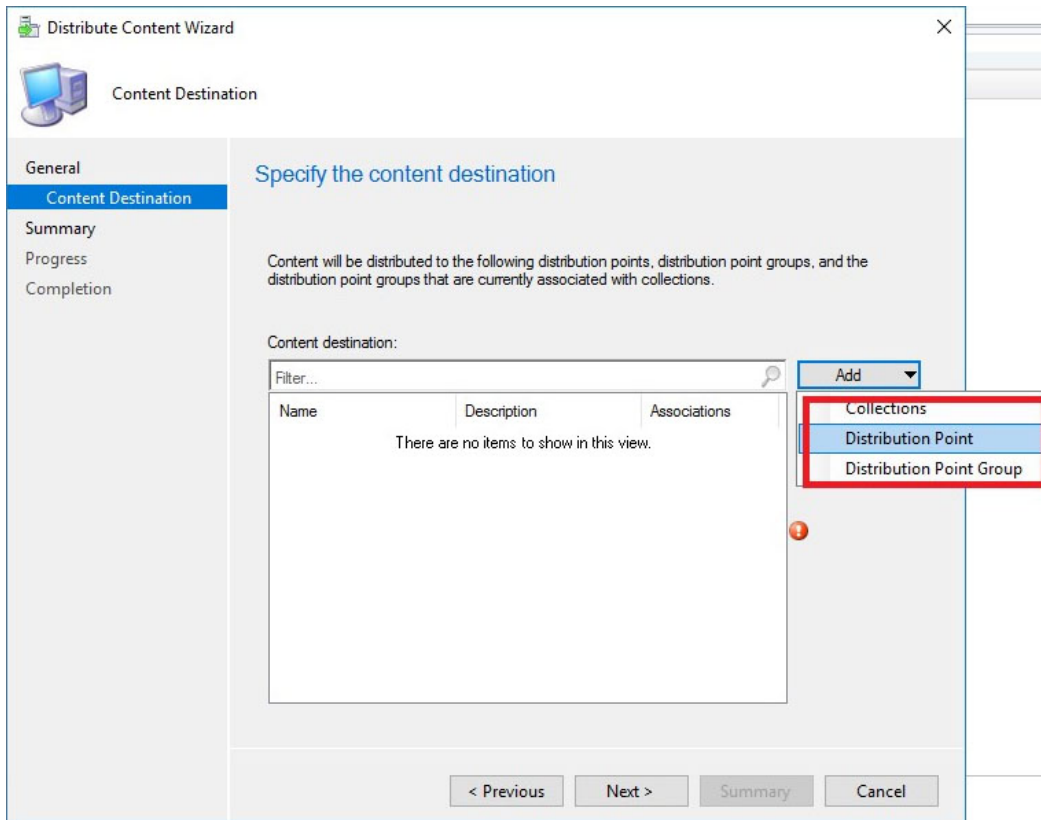 Distribute Content Wizard
Content Destination
General
Content Destination
Summary
Progress
Completion
Specify the content destination
Content will be distributed to the following distribution points, distribution point groups, and the
distribution point groups that are currently associated with collections.
Content destination:
Filter...
Add
Name Description Associations
There are no items to show in this view.
Collections
Distribution Point
Distribution Point Group
< Previous Next > Summary Cancel